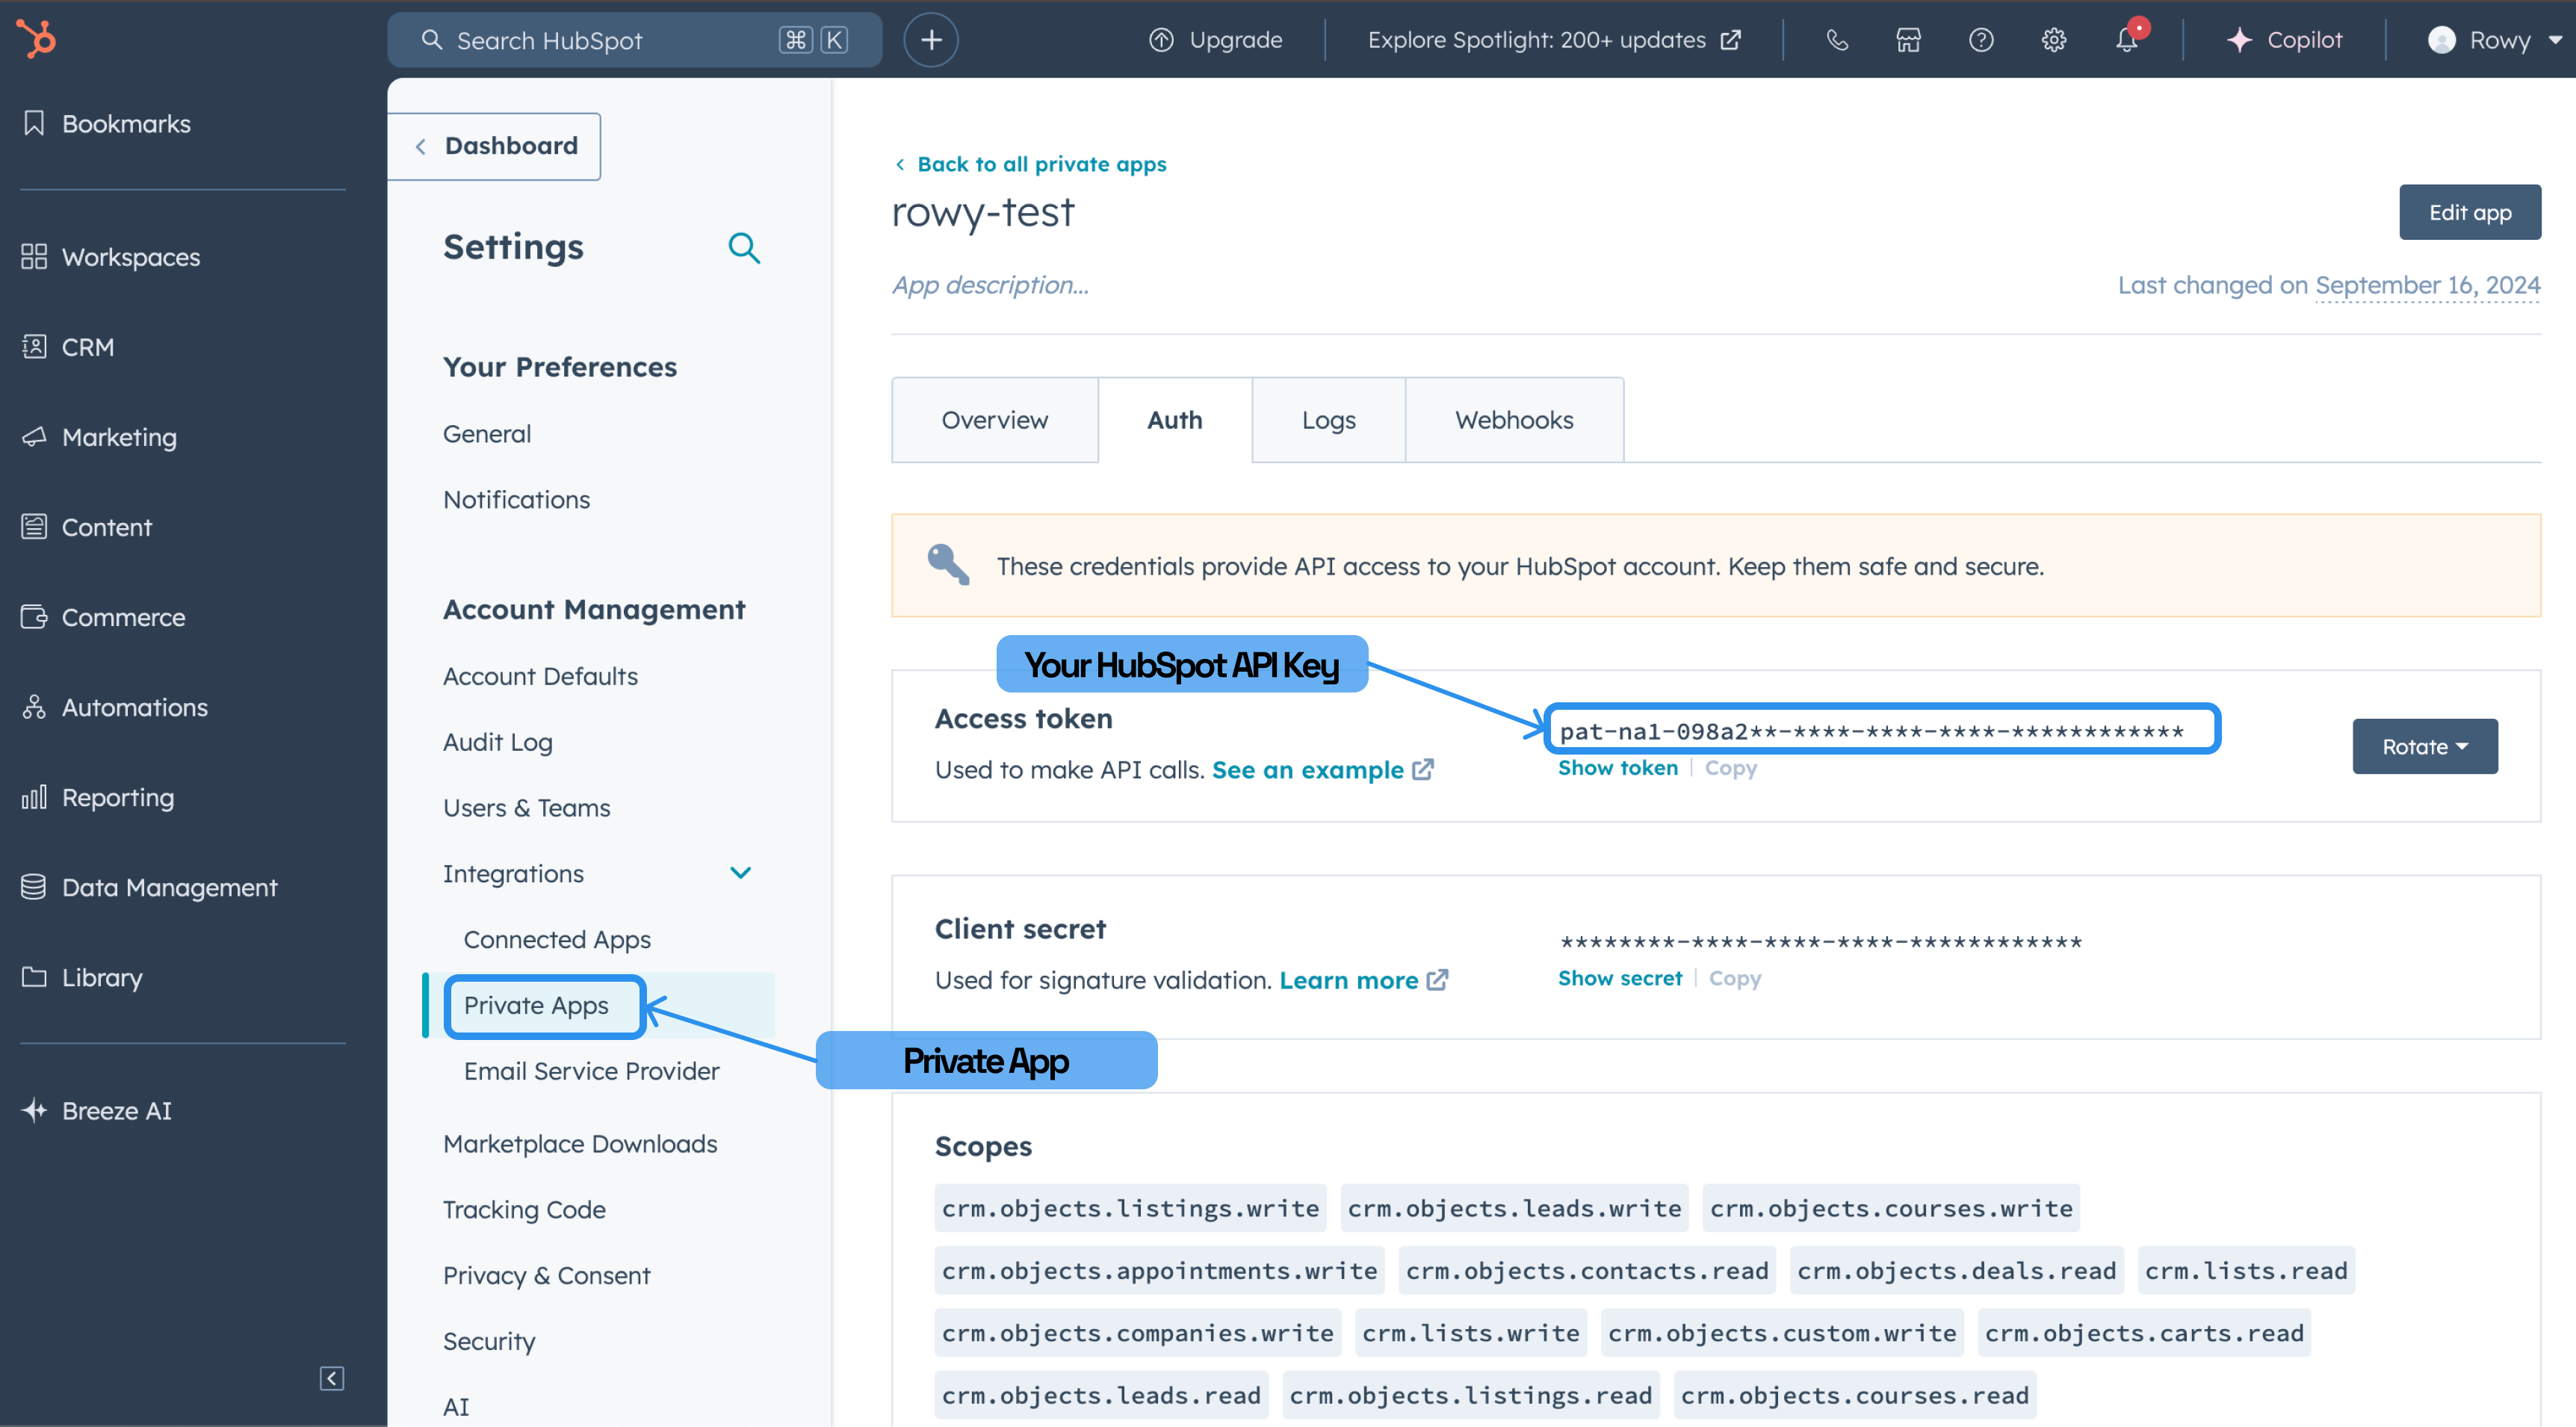 Search HubSpot ⌘ K
Upgrade
Explore Spotlight: 200+ updates
Copilot
Rowy
Bookmarks
Workspaces
CRM
Marketing
Content
Commerce
Automations
Reporting
Data Management
Library
Breeze AI
Dashboard
Settings
Your Preferences
General
Notifications
Account Management
Account Defaults
Audit Log
Users & Teams
Integrations
Connected Apps
Private Apps
Email Service Provider
Marketplace Downloads
Tracking Code
Privacy & Consent
Security
AI
Back to all private apps
rowy-test
Edit app
App description...
Last changed on September 16, 2024
Overview
Auth
Logs
Webhooks
These credentials provide API access to your HubSpot account. Keep them safe and secure.
Your HubSpot API Key
Access token
pat-na1-098a2**-****-****-****-************
Used to make API calls. See an example
Show token
Copy
Rotate
Client secret
********-****-****-****-************
Used for signature validation. Learn more
Show secret
Copy
Private App
Scopes
crm.objects.listings.write crm.objects.leads.write crm.objects.courses.write
crm.objects.appointments.write crm.objects.contacts.read crm.objects.deals.read crm.lists.read
crm.objects.companies.write crm.lists.write crm.objects.custom.write crm.objects.carts.read
crm.objects.leads.read crm.objects.listings.read crm.objects.courses.read